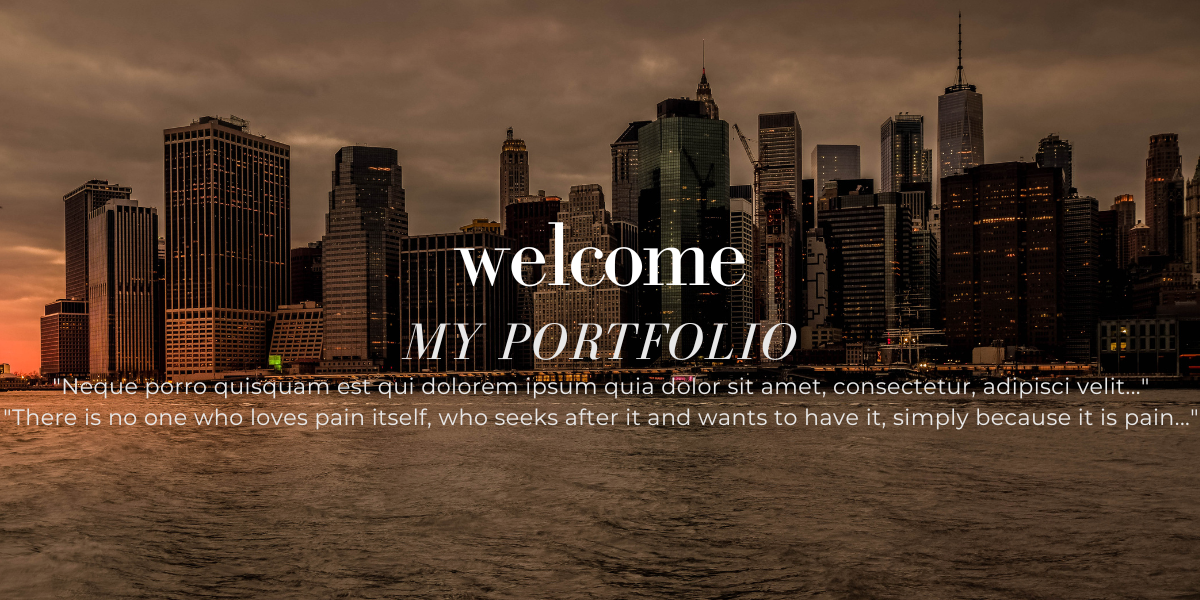 welcome
MY PORTFOLIO
"Neque porro quisquam est qui dolorem ipsum quia dolor sit amet, consectetur, adipisci velit..."
"There is no one who loves pain itself, who seeks after it and wants to have it, simply because it is pain..."